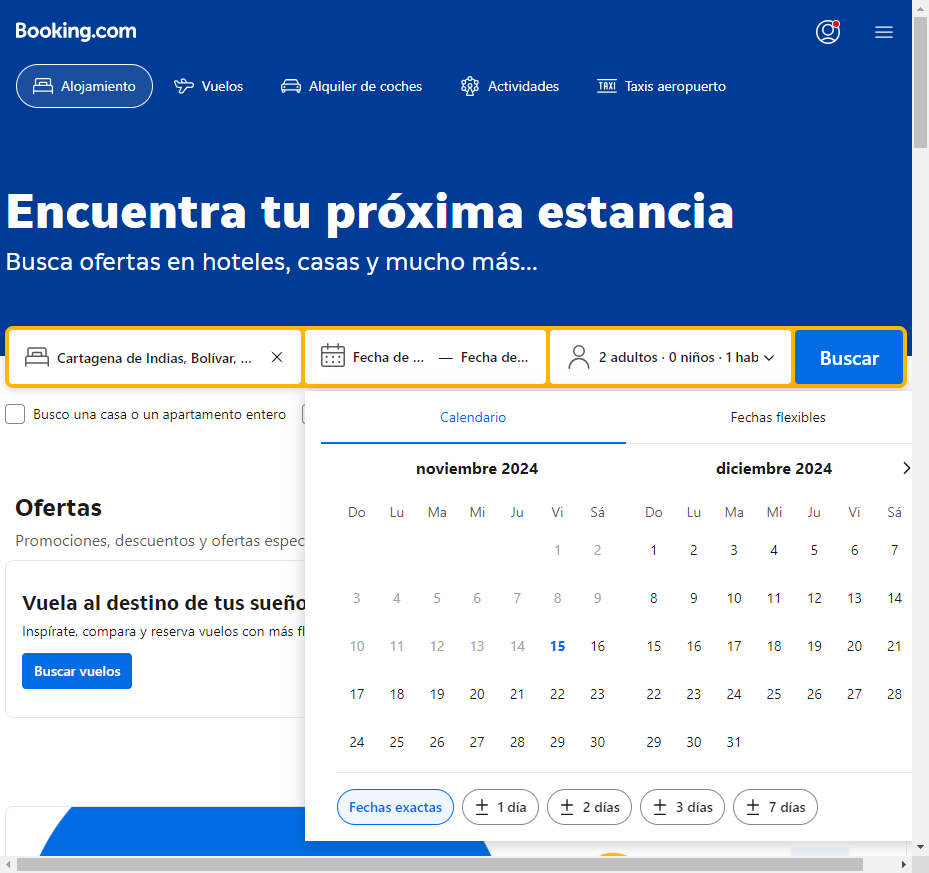 Booking.com
Alojamiento
Vuelos
Alquiler de coches
Actividades
TAXI Taxis aeropuerto
Encuentra tu próxima estancia
Busca ofertas en hoteles, casas y mucho más...
Cartagena de Indias, Bolívar, ...
Fecha de ... — Fecha de...
2 adultos · 0 niños · 1 hab
Buscar
Busco una casa o un apartamento entero
Calendario
Fechas flexibles
noviembre 2024
Do Lu Ma Mi Ju Vi Sá
1 2
3 4 5 6 7 8 9
10 11 12 13 14 15 16
17 18 19 20 21 22 23
24 25 26 27 28 29 30
diciembre 2024
Do Lu Ma Mi Ju Vi Sá
1 2 3 4 5 6 7
8 9 10 11 12 13 14
15 16 17 18 19 20 21
22 23 24 25 26 27 28
29 30 31
Fechas exactas
± 1 día
± 2 días
± 3 días
± 7 días
Ofertas
Promociones, descuentos y ofertas espec
Vuela al destino de tus sueño
Inspírate, compara y reserva vuelos con más fl
Buscar vuelos